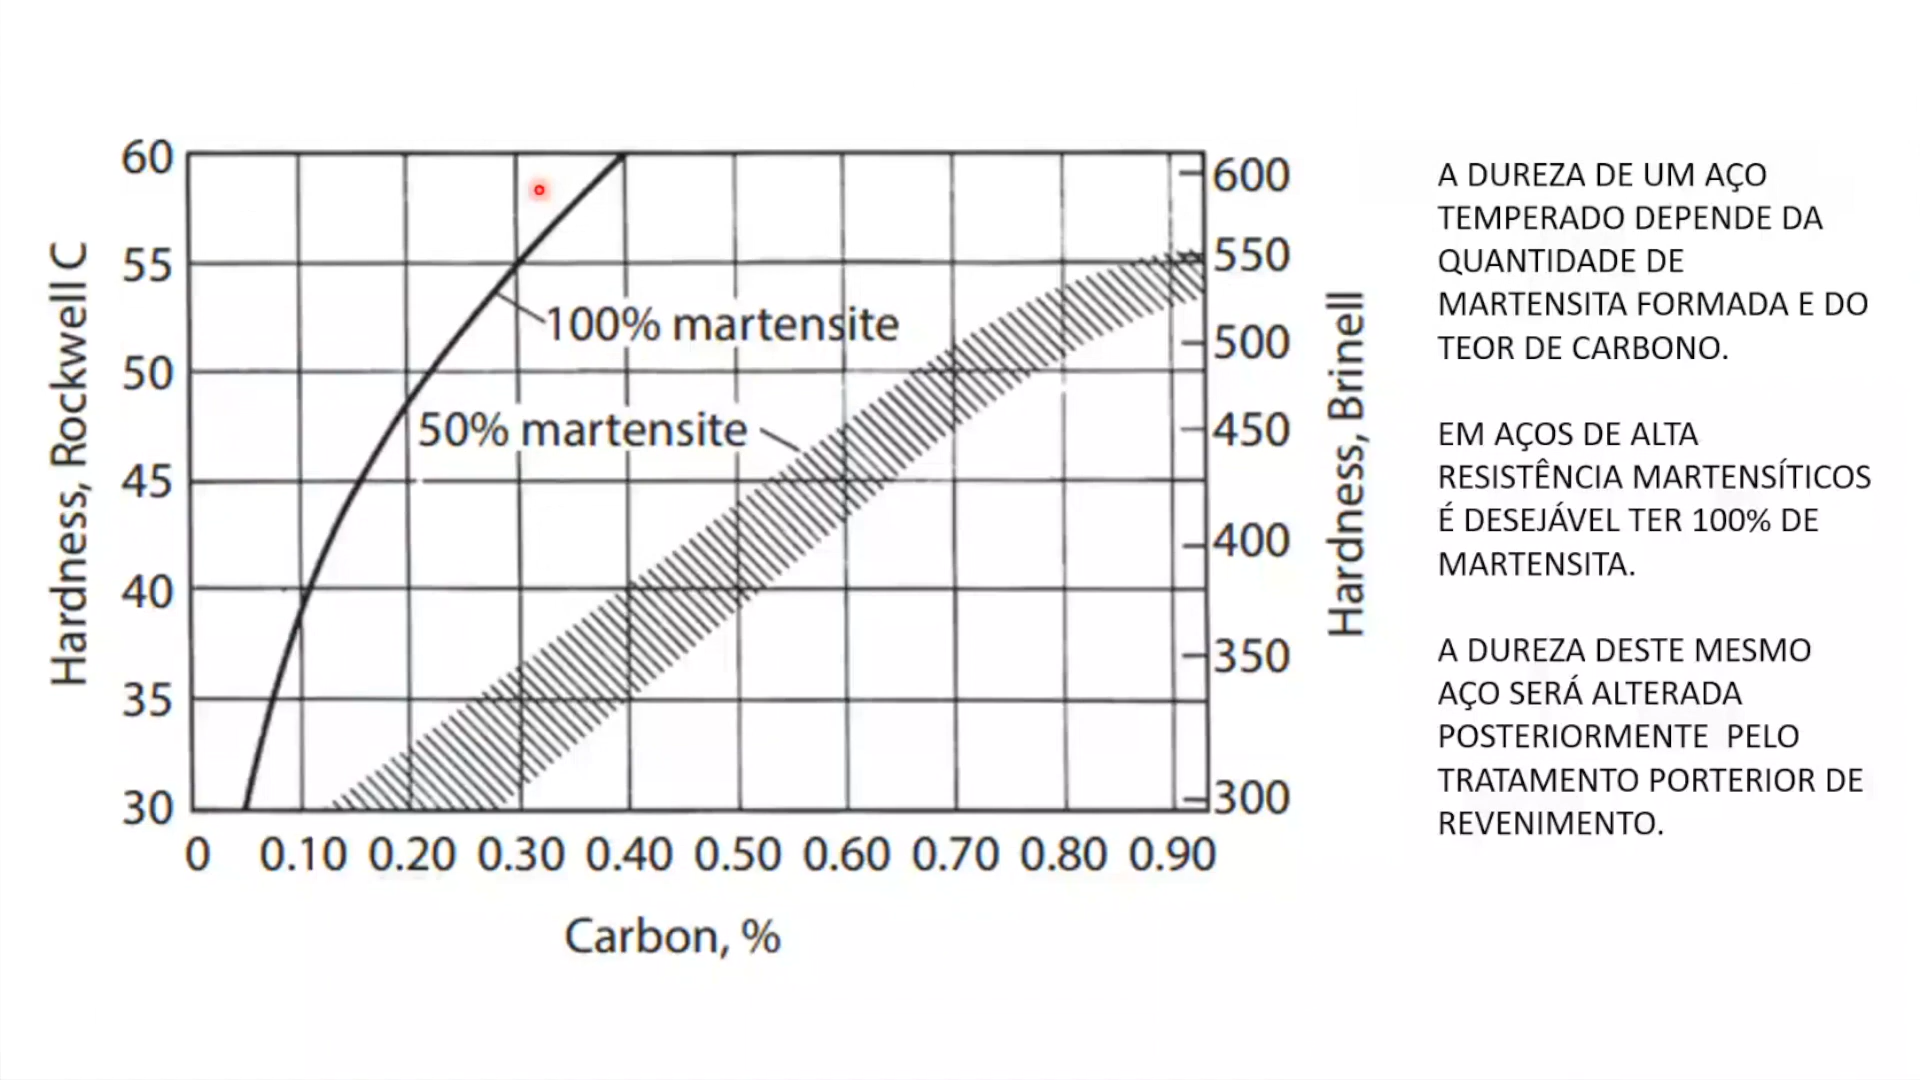 60
55
50
45
40
35
30
Hardness, Rockwell C
100% martensite
50% martensite
600
550
500
450
400
350
300
Hardness, Brinell
0 0.10 0.20 0.30 0.40 0.50 0.60 0.70 0.80 0.90
Carbon, %
A DUREZA DE UM AÇO
TEMPERADO DEPENDE DA
QUANTIDADE DE
MARTENSITA FORMADA E DO
TEOR DE CARBONO.
EM AÇOS DE ALTA
RESISTÊNCIA MARTENSÍTICOS
É DESEJÁVEL TER 100% DE
MARTENSITA.
A DUREZA DESTE MESMO
AÇO SERÁ ALTERADA
POSTERIORMENTE PELO
TRATAMENTO PORTERIOR DE
REVENIMENTO.